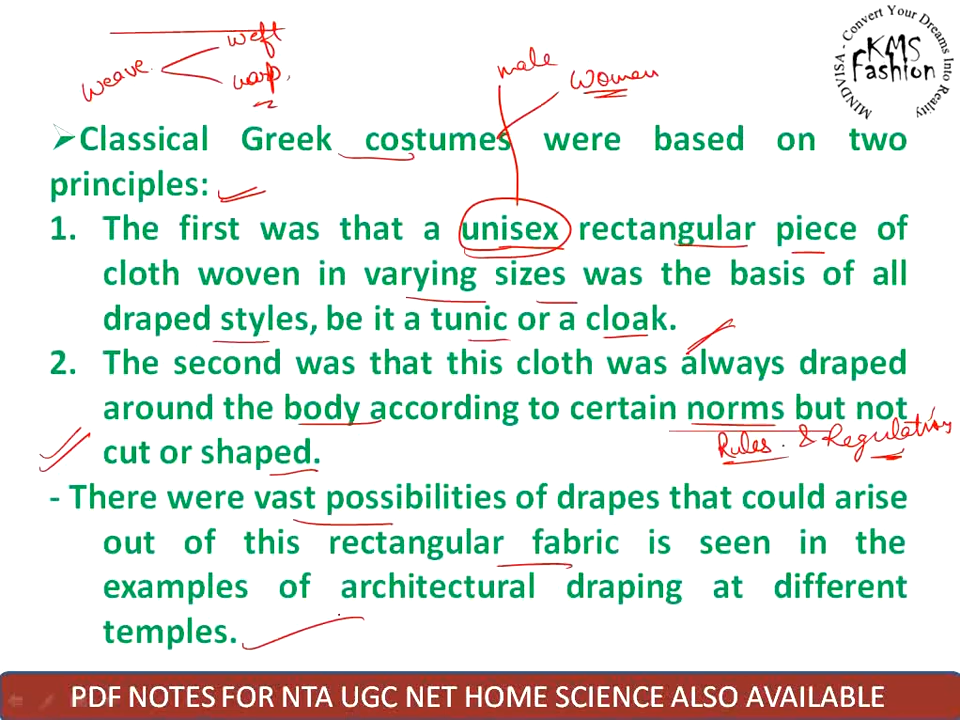 weft
weave
warp,
male
women
MINDVISA - Convert Your Dreams Into Reality
KMS
Fashion
➢Classical Greek costumes were based on two
principles:
1. The first was that a unisex rectangular piece of
cloth woven in varying sizes was the basis of all
draped styles, be it a tunic or a cloak.
2. The second was that this cloth was always draped
around the body according to certain norms but not
Rules. & Regulations
cut or shaped.
- There were vast possibilities of drapes that could arise
out of this rectangular fabric is seen in the
examples of architectural draping at different
temples.
PDF NOTES FOR NTA UGC NET HOME SCIENCE ALSO AVAILABLE